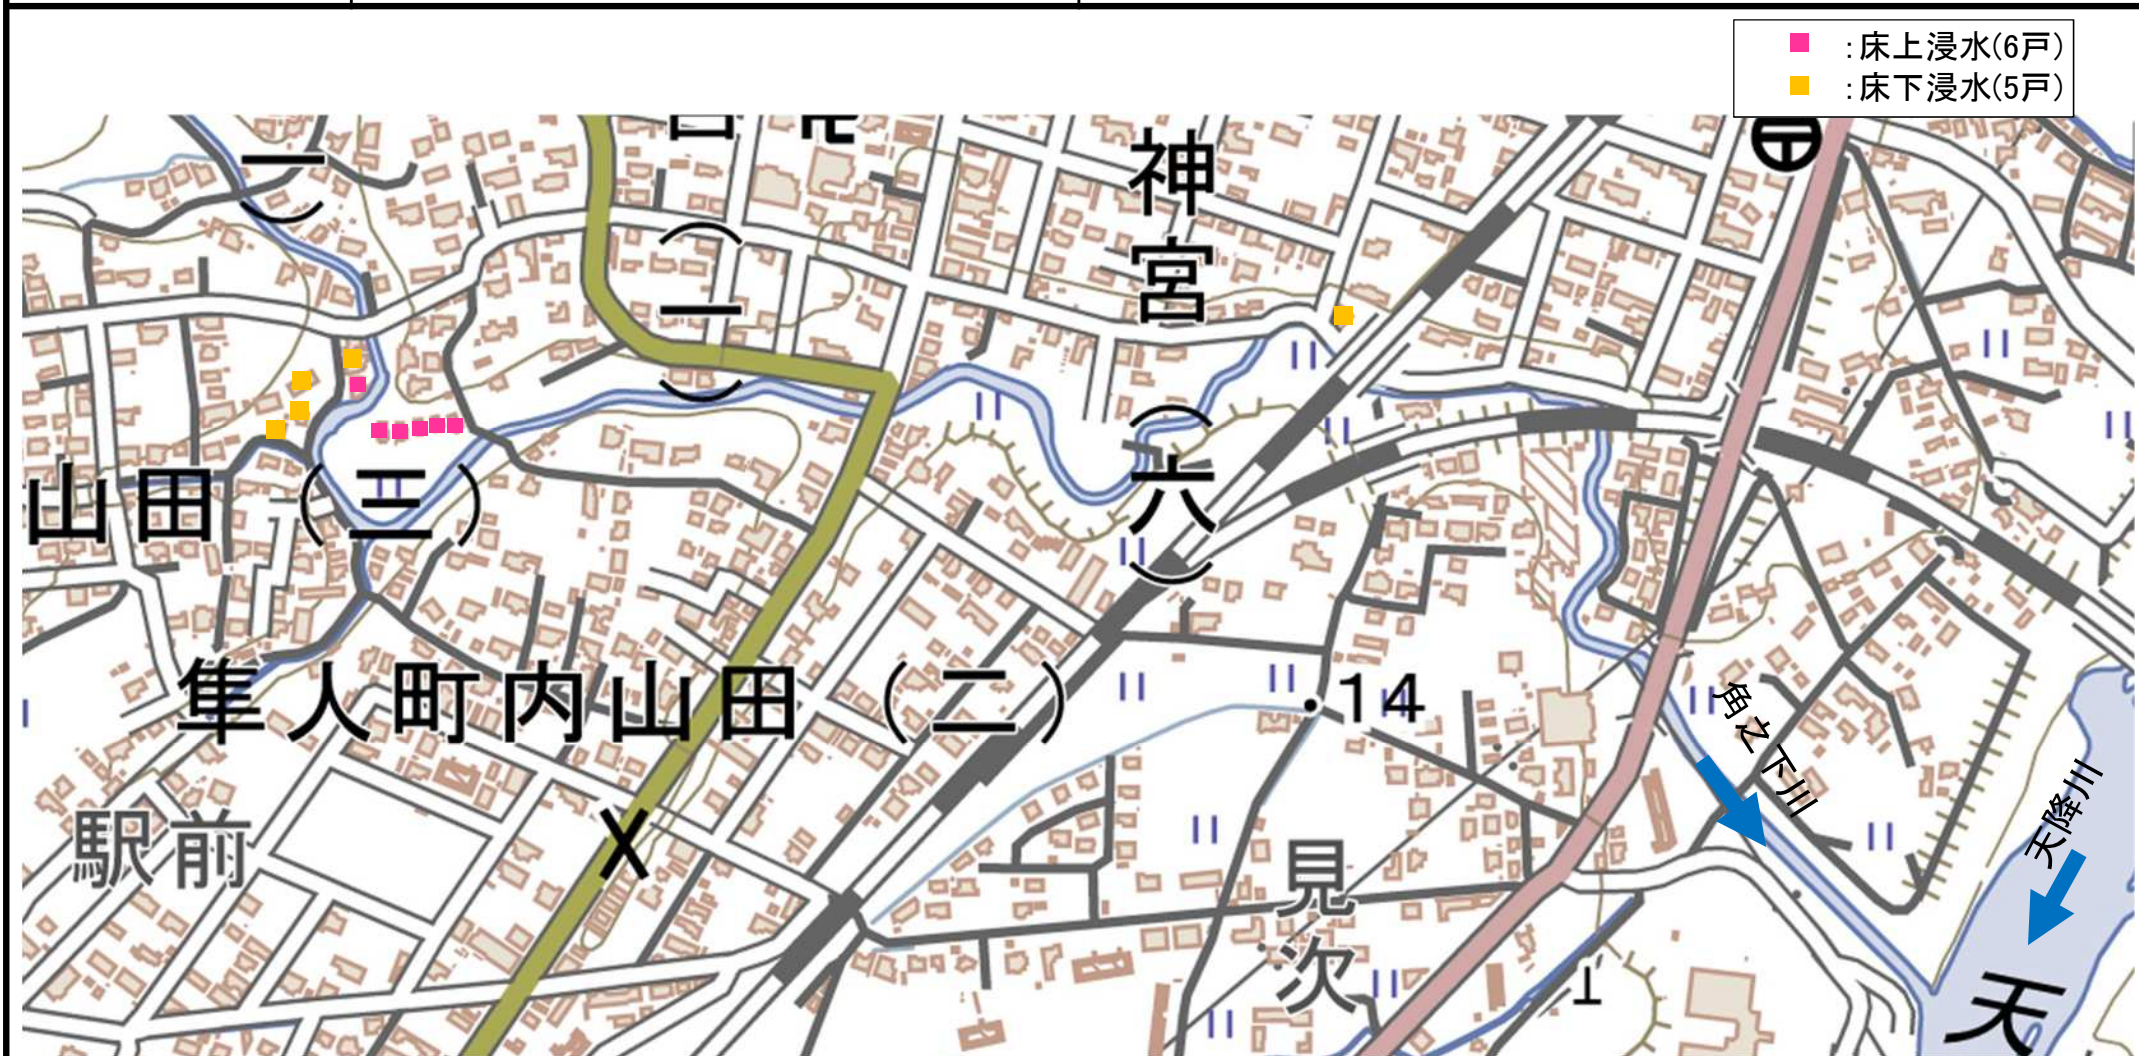 :床上浸水(6戸)
:床下浸水(5戸)
神宮(六)
(一)
(二)
山田(三)
隼人町内山田(二)
14
駅前
見次
角之下川
天降川
天